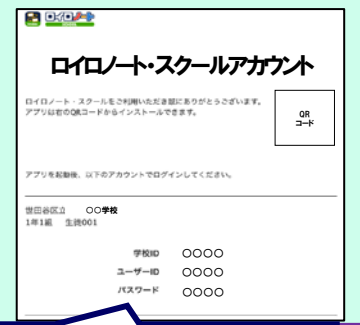 ロイロノート
ロイロノート・スクールアカウント
ロイロノート・スクールをご利用いただき誠にありがとうございます。
アプリは右のQRコードからインストールできます。
QR
コード
アプリを起動後、以下のアカウントでログインしてください。
世田谷区立 ○○学校
1年1組 生徒001
学校ID ○○○○
ユーザーID ○○○○
パスワード ○○○○